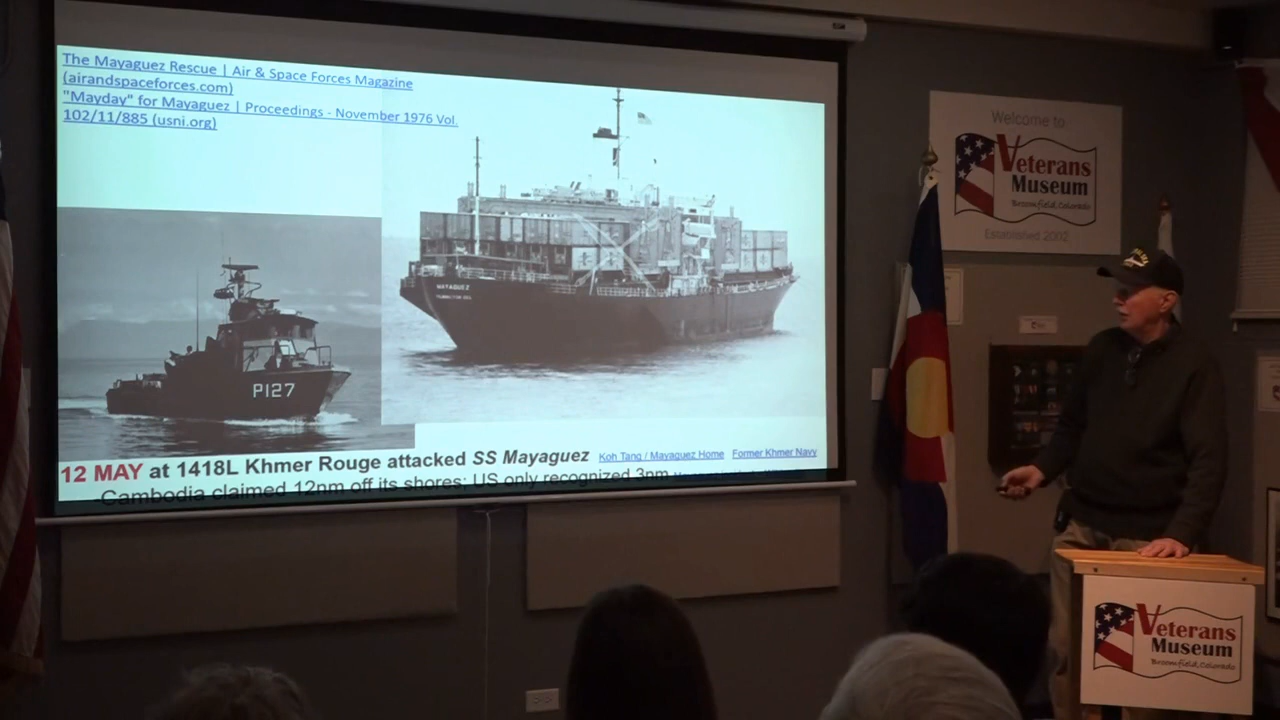 The Mayaguez Rescue | Air & Space Forces Magazine
(airandspaceforces.com)
"Mayday" for Mayaguez | Proceedings - November 1976 Vol.
102/11/885 (usni.org)
MAYAGUEZ
P127
12 MAY at 1418L Khmer Rouge attacked SS Mayaguez
Koh Tang / Mayaguez Home Former Khmer Navy
-Cambodia claimed 12nm off its shores; US only recognized 3nm
Welcome to
Veterans
Museum
Broomfield, Colorado
Established 2002
Veterans
Museum
Broomfield, Colorado